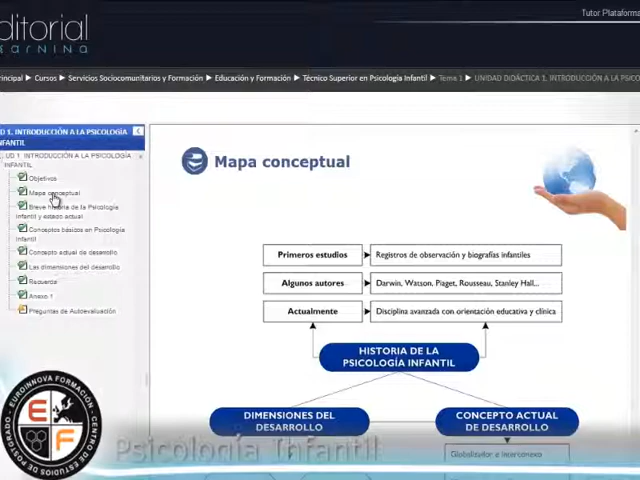 ditorial
Learning
Tutor Plataforma
ncipal ▶ Cursos ▶ Servicios Sociocomunitarios y Formación ▶ Educación y Formación ▶ Técnico Superior en Psicología Infantil ▶ Tema 1 ▶ UNIDAD DIDÁCTICA 1. INTRODUCCIÓN A LA PSICO
D 1. INTRODUCCIÓN A LA PSICOLOGÍA
NFANTIL
UD 1. INTRODUCCIÓN A LA PSICOLOGÍA
INFANTIL
Objetivos
Mapa conceptual
Breve historia de la Psicología
Infantil y estado actual
Conceptos básicos en Psicología
Infantil
Concepto actual de desarrollo
Las dimensiones del desarrollo
Recuerda
Anexo 1
Preguntas de Autoevaluación
Mapa conceptual
Primeros estudios
Registros de observación y biografías infantiles
Algunos autores
Darwin, Watson, Piaget, Rousseau, Stanley Hall...
Actualmente
Disciplina avanzada con orientación educativa y clínica
HISTORIA DE LA
PSICOLOGÍA INFANTIL
DIMENSIONES DEL
DESARROLLO
CONCEPTO ACTUAL
DE DESARROLLO
EUROINNOVA FORMACIÓN
CENTRO DE ESTUDIOS DE POSTGRADO
E
F
Psicología Infantil